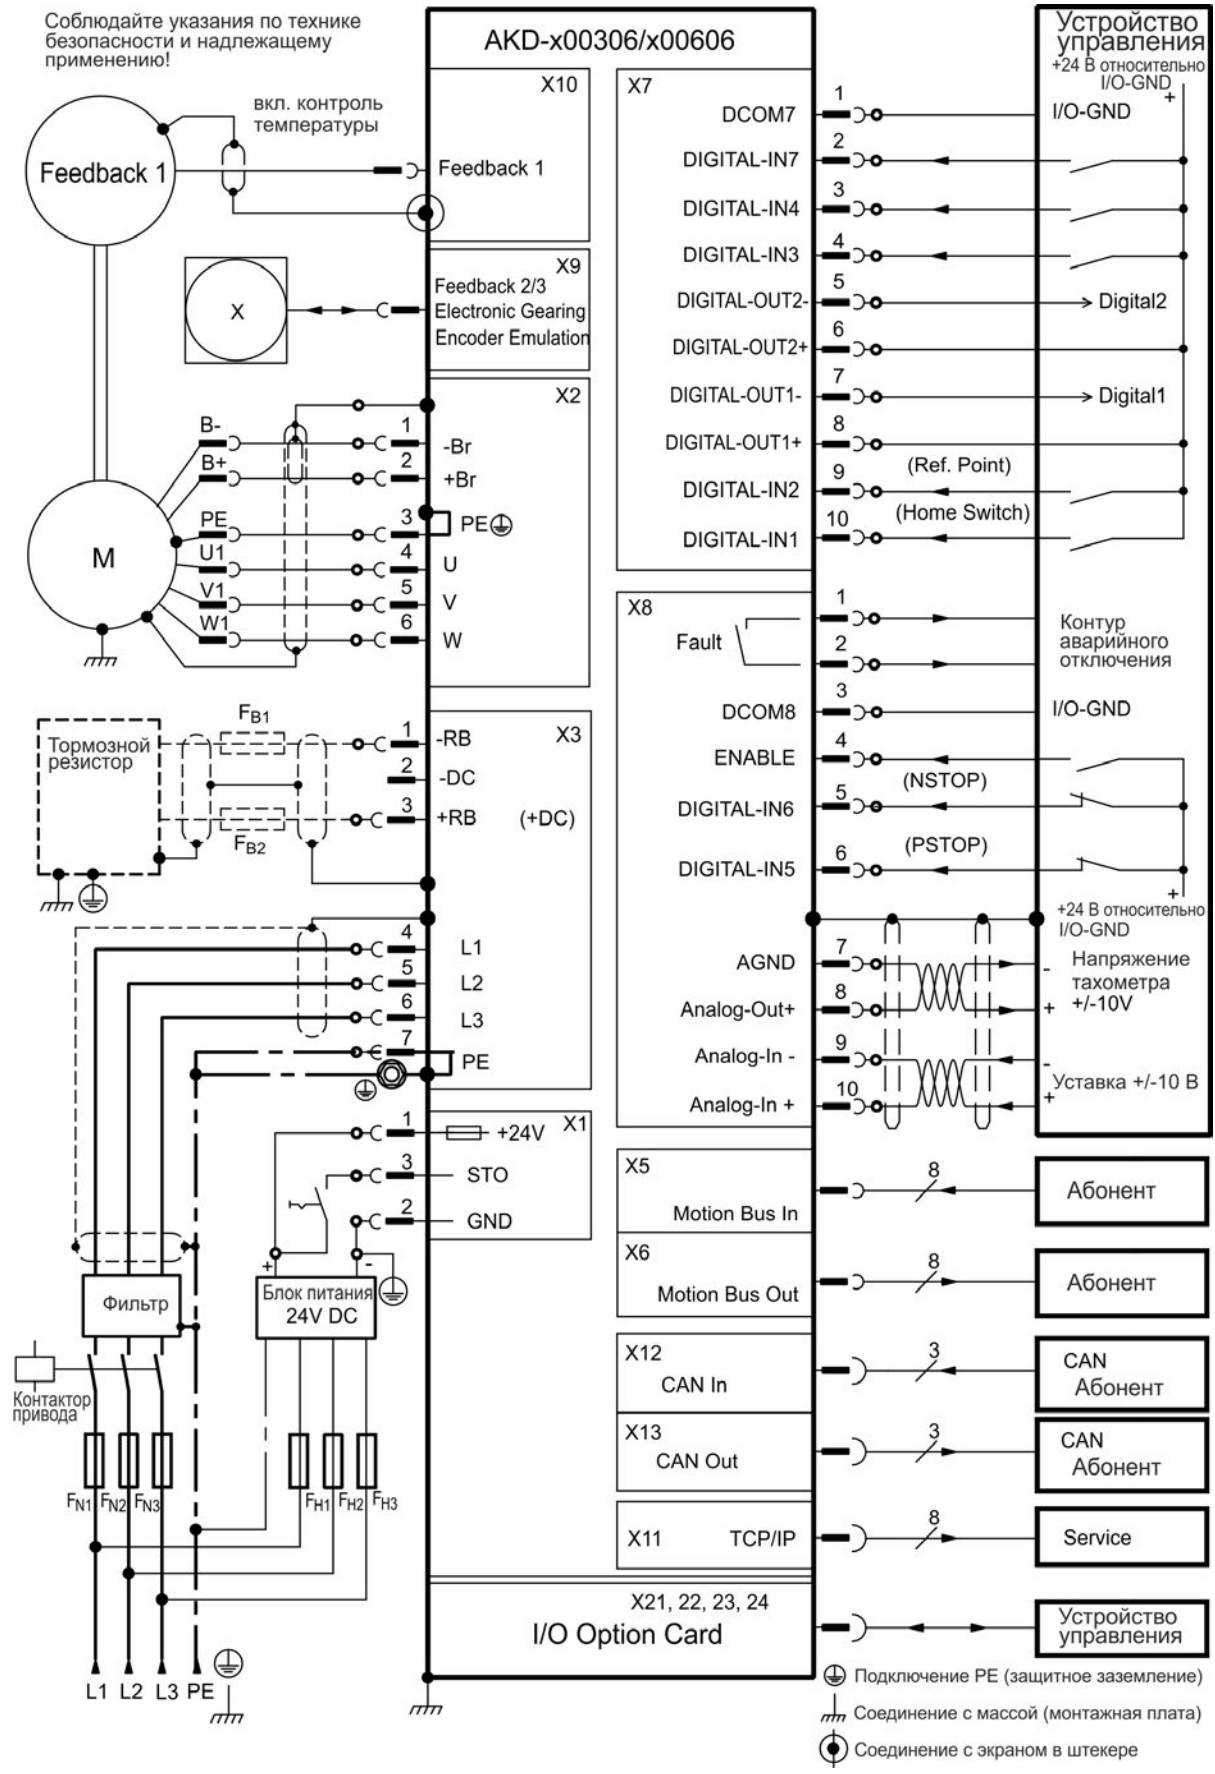 Соблюдайте указания по технике
безопасности и надлежащему
применению!
AKD-x00306/x00606
Устройство
управления
+24 В относительно
I/O-GND
+
вкл. контроль
температуры
Feedback 1
X10
Feedback 1
X
X9
Feedback 2/3
Electronic Gearing
Encoder Emulation
X2
B-
1
-Br
B+
2
+Br
PE
3
PE
U1
4
U
V1
5
V
W1
6
W
M
X3
Тормозной
резистор
FB1
1
-RB
2
-DC
3
+RB
(+DC)
FB2
4
L1
5
L2
6
L3
7
PE
X1
1
+24V
3
STO
2
GND
+
-
Блок питания
24V DC
Фильтр
Контактор
привода
FN1
FN2
FN3
FH1
FH2
FH3
L1
L2
L3
PE
X7
DCOM7
1
I/O-GND
DIGITAL-IN7
2
DIGITAL-IN4
3
DIGITAL-IN3
4
DIGITAL-OUT2-
5
Digital2
DIGITAL-OUT2+
6
DIGITAL-OUT1-
7
Digital1
DIGITAL-OUT1+
8
DIGITAL-IN2
9
(Ref. Point)
DIGITAL-IN1
10
(Home Switch)
X8
Fault
1
2
Контур
аварийного
отключения
DCOM8
3
I/O-GND
ENABLE
4
DIGITAL-IN6
5
(NSTOP)
DIGITAL-IN5
6
(PSTOP)
+
+24 В относительно
I/O-GND
AGND
7
-
Напряжение
тахометра
+/-10V
Analog-Out+
8
+
Analog-In -
9
-
Уставка +/-10 В
Analog-In +
10
+
X5
Motion Bus In
8
Абонент
X6
Motion Bus Out
8
Абонент
X12
CAN In
3
CAN
Абонент
X13
CAN Out
3
CAN
Абонент
X11
TCP/IP
8
Service
X21, 22, 23, 24
I/O Option Card
Устройство
управления
Подключение PE (защитное заземление)
Соединение с массой (монтажная плата)
Соединение с экраном в штекере